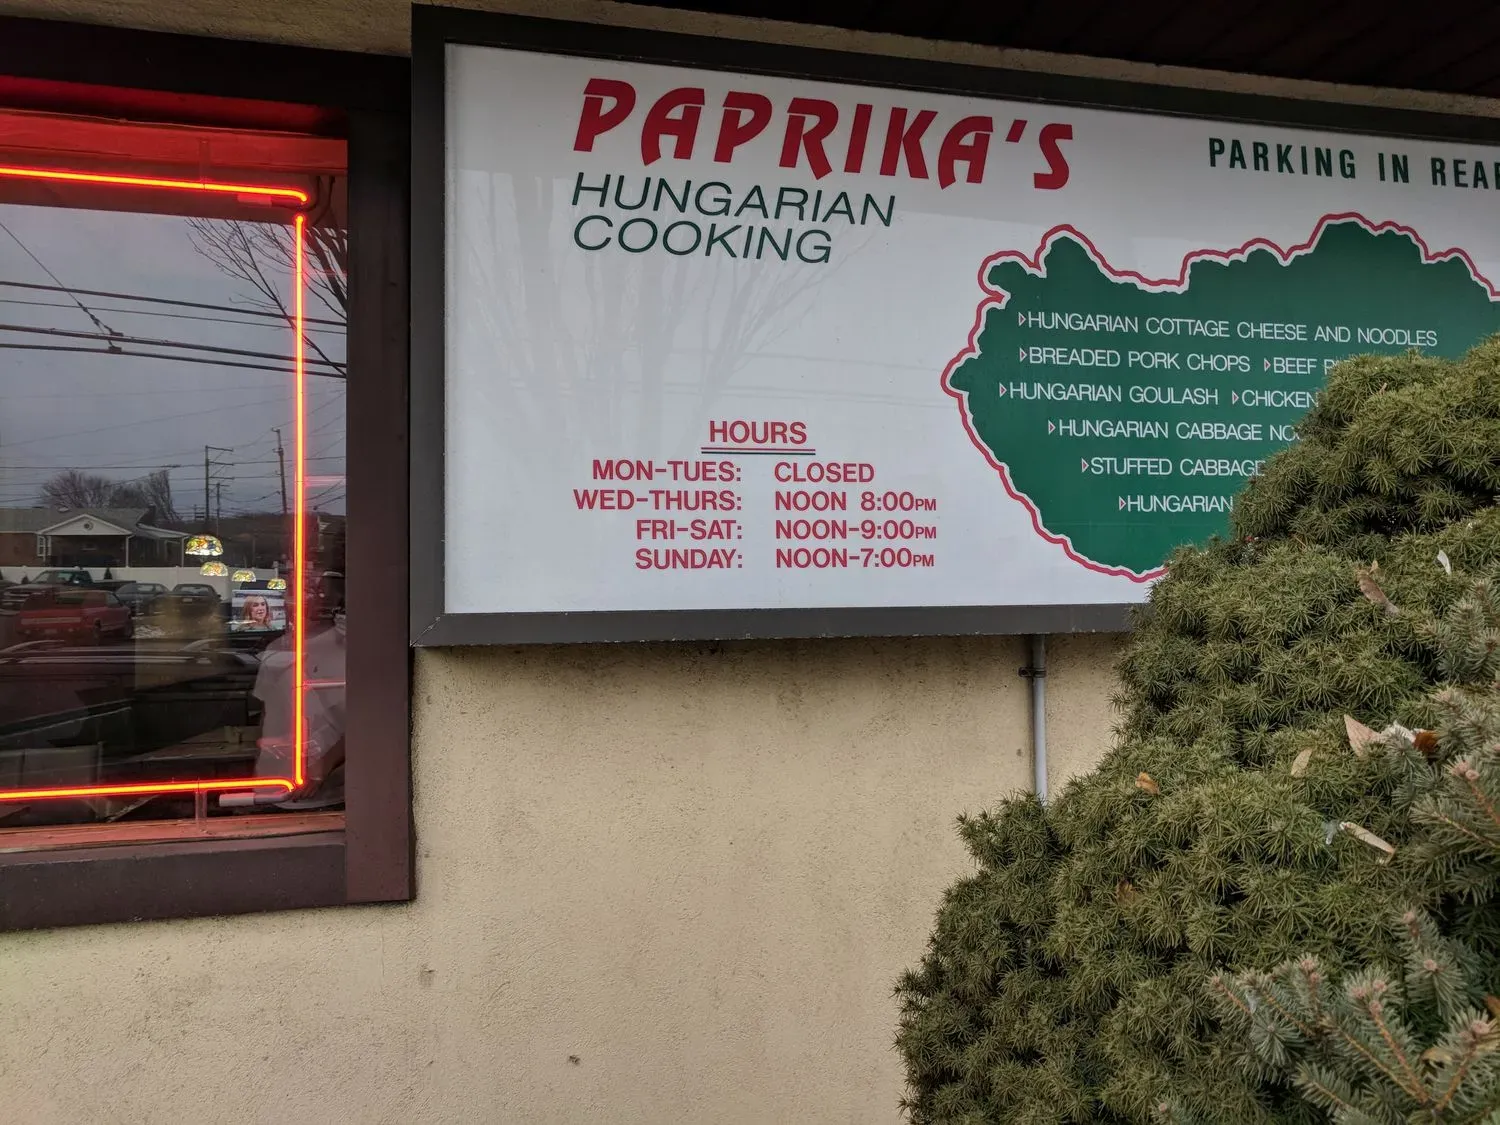 PAPRIKA'S
HUNGARIAN
COOKING
PARKING IN REAR
▹HUNGARIAN COTTAGE CHEESE AND NOODLES
▹BREADED PORK CHOPS ▹BEEF
▹HUNGARIAN GOULASH ▹CHICKEN
▹HUNGARIAN CABBAGE
▹STUFFED CABBAGE
▹HUNGARIAN
HOURS
MON-TUES: CLOSED
WED-THURS: NOON 8:00PM
FRI-SAT: NOON-9:00PM
SUNDAY: NOON-7:00PM